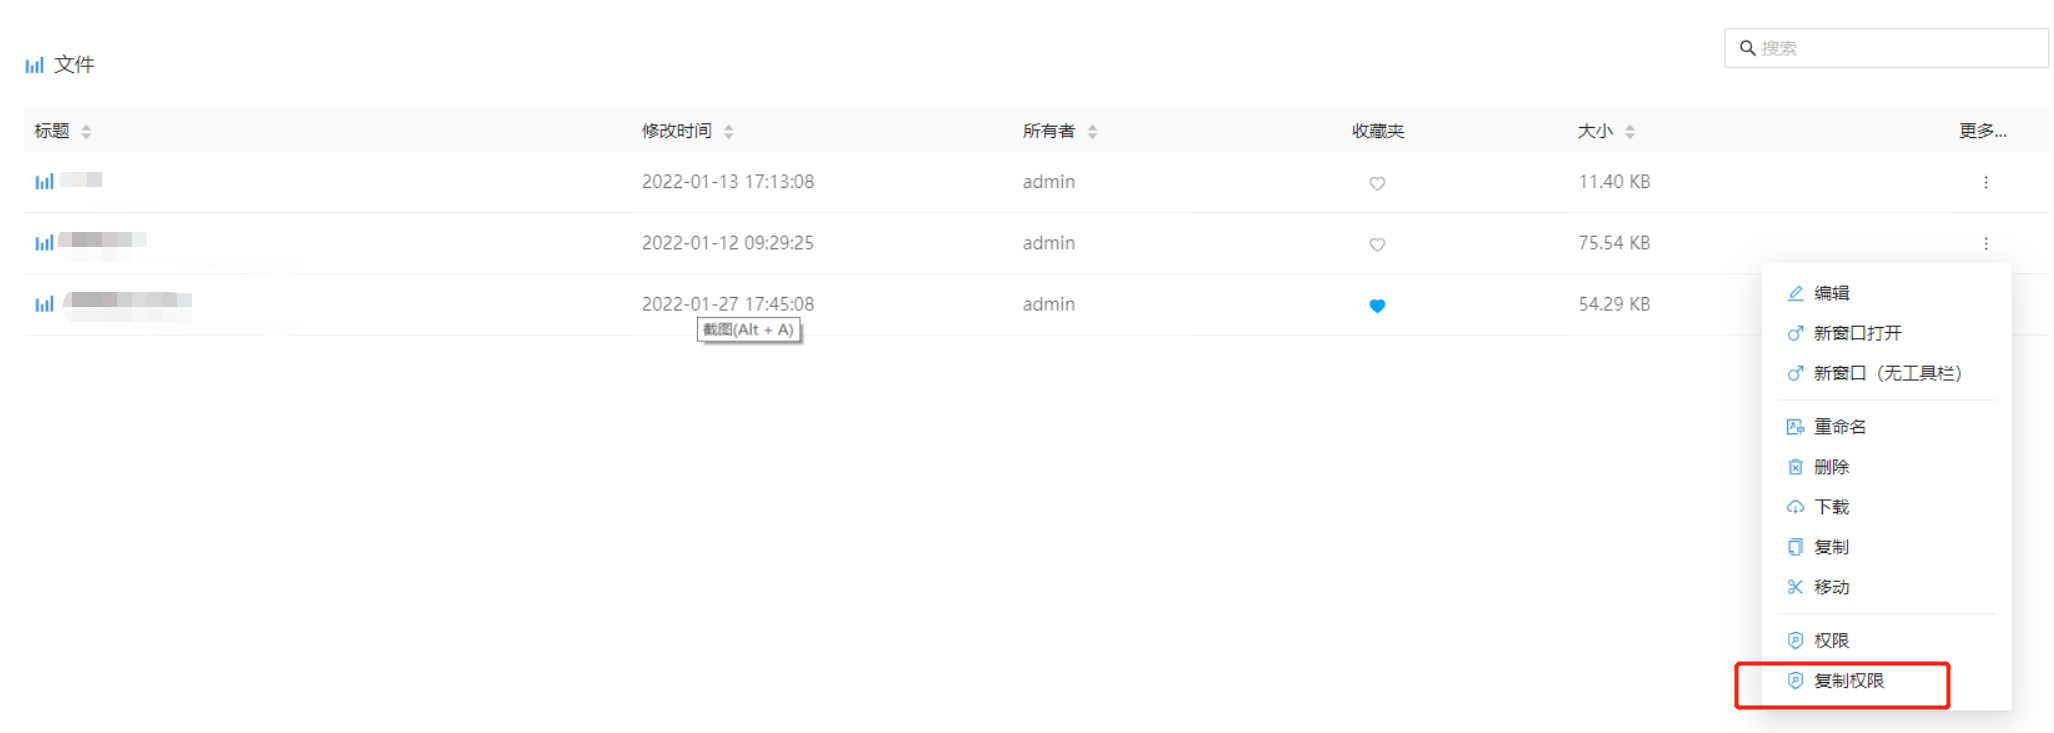 搜索
文件
标题 修改时间 所有者 收藏夹 大小 更多...
2022-01-13 17:13:08 admin 11.40 KB
2022-01-12 09:29:25 admin 75.54 KB
2022-01-27 17:45:08 admin 54.29 KB
截图(Alt + A)
编辑
新窗口打开
新窗口（无工具栏）
重命名
删除
下载
复制
移动
权限
复制权限